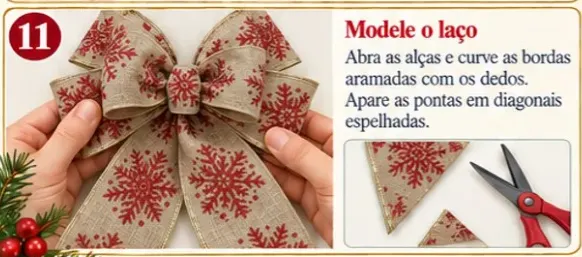 11
Modele o laço
Abra as alças e curve as bordas
aramadas com os dedos.
Apare as pontas em diagonais
espelhadas.